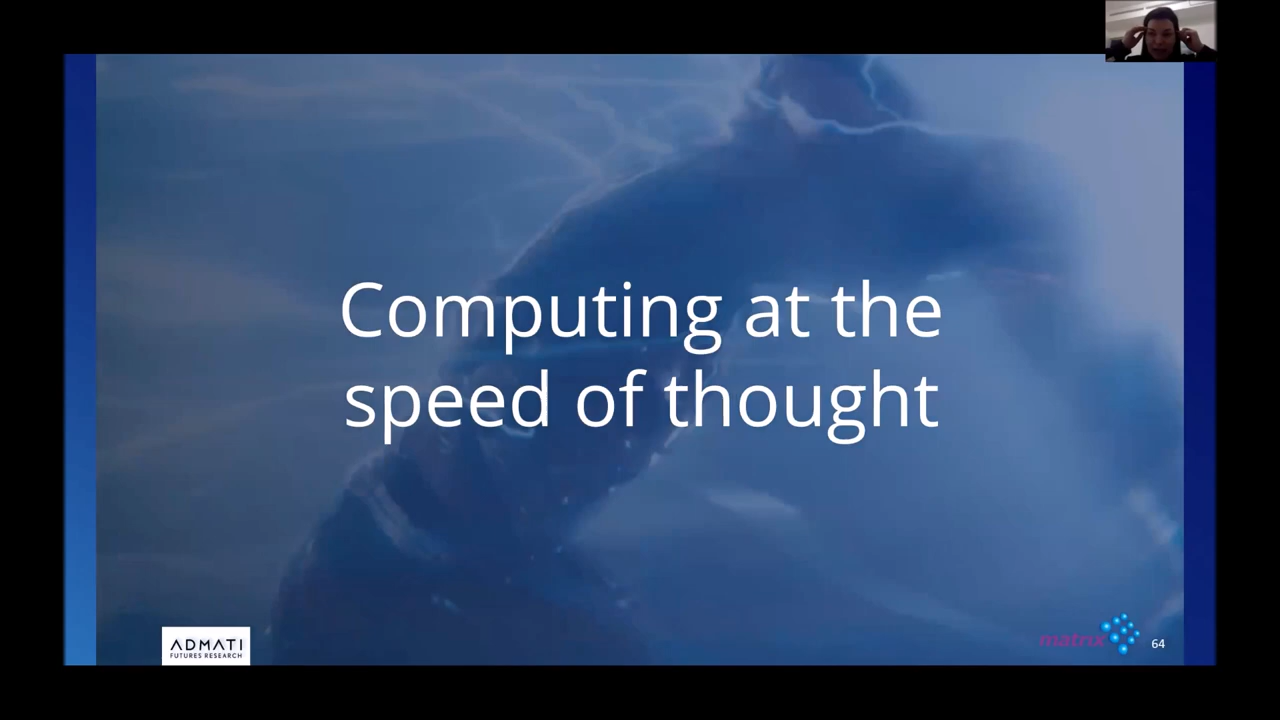 Computing at the
speed of thought
ADMATI
FUTURES RESEARCH
matrix
64